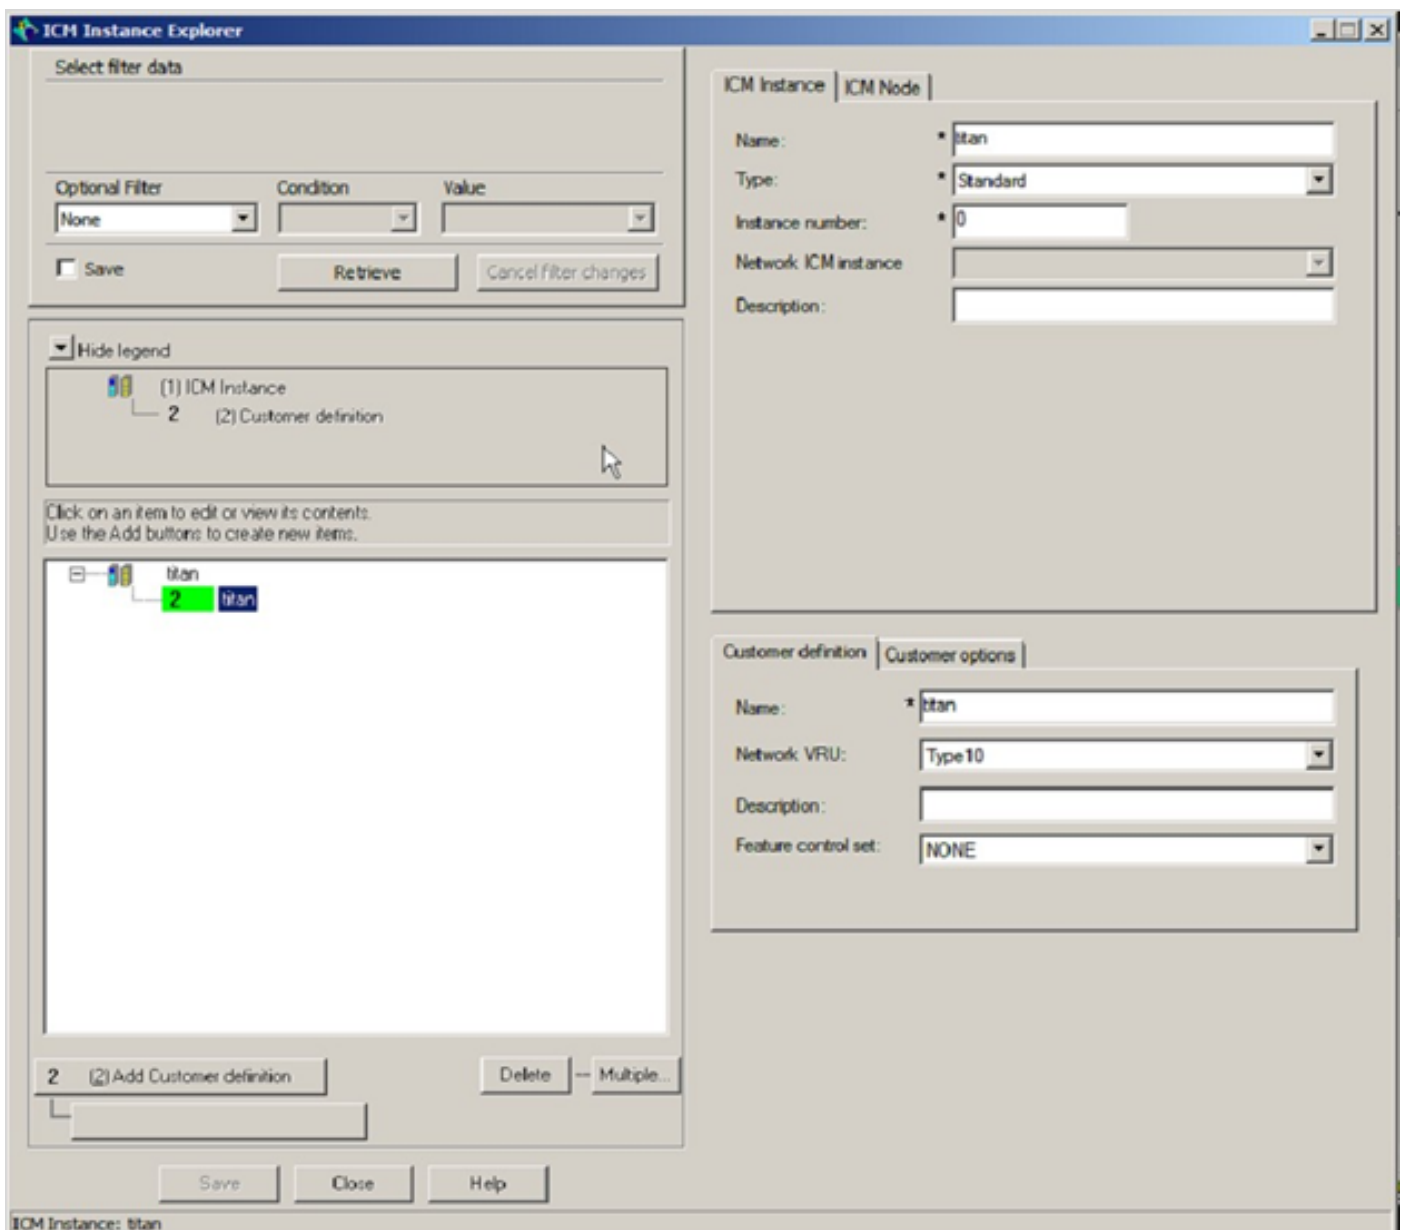 ICM Instance Explorer
Select filter data
Optional Filter Condition Value
None
Save Retrieve Cancel filter changes
Hide legend
(1) ICM Instance
2 (2) Customer definition
Click on an item to edit or view its contents.
Use the Add buttons to create new items.
titan
2 titan
2 (2) Add Customer definition Delete Multiple...
Save Close Help
ICM Instance: titan
ICM Instance ICM Node
Name: * titan
Type: * Standard
Instance number: * 0
Network ICM instance
Description:
Customer definition Customer options
Name: * titan
Network VRU: Type10
Description:
Feature control set: NONE